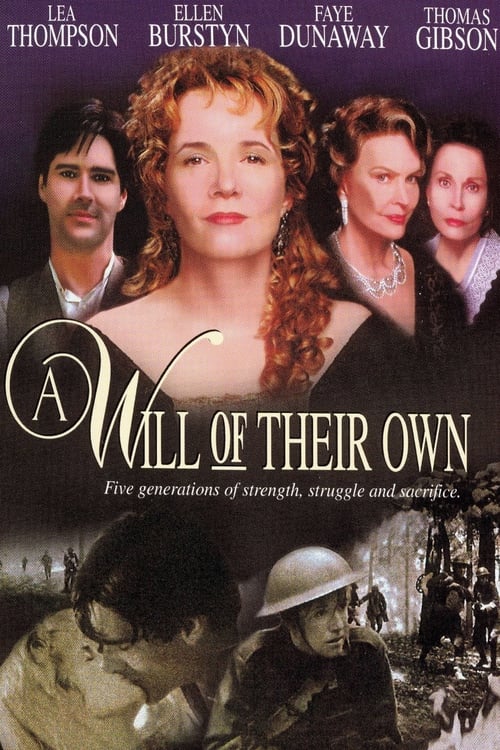 LEA THOMPSON
ELLEN BURSTYN
FAYE DUNAWAY
THOMAS GIBSON
A WILL OF THEIR OWN
Five generations of strength, struggle and sacrifice.